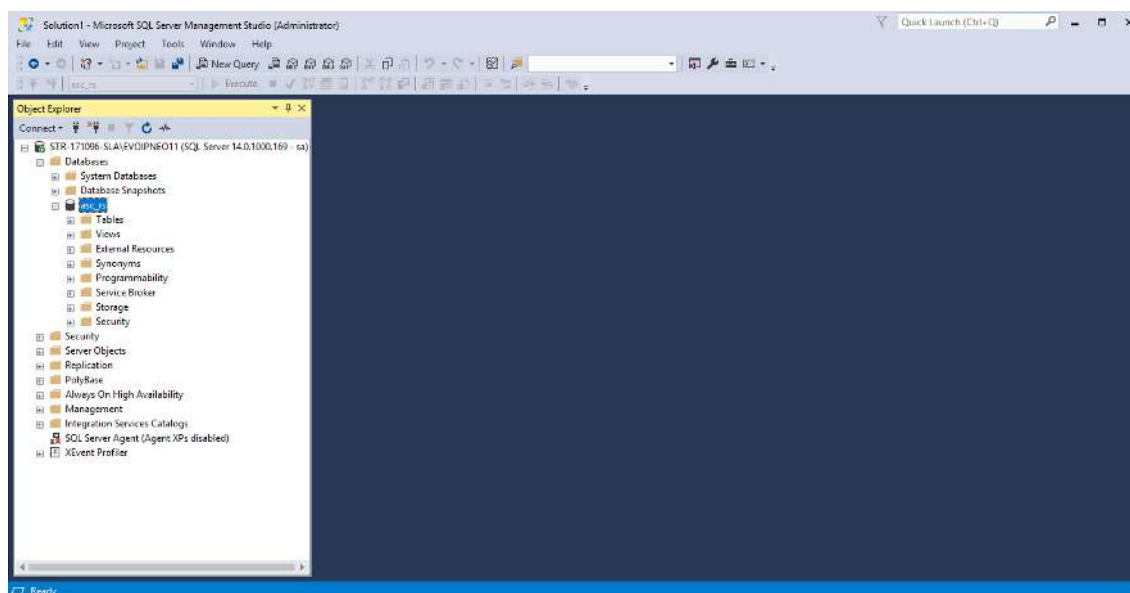 Solution1 - Microsoft SQL Server Management Studio (Administrator)
Quick Launch (Ctrl+Q)
File Edit View Project Tools Window Help
New Query
asc_rs Execute
Object Explorer
Connect
STR-171096-SLA\EVOIPNEO11 (SQL Server 14.0.1000.169 - sa)
Databases
System Databases
Database Snapshots
asc_rs
Tables
Views
External Resources
Synonyms
Programmability
Service Broker
Storage
Security
Security
Server Objects
Replication
PolyBase
Always On High Availability
Management
Integration Services Catalogs
SQL Server Agent (Agent XPs disabled)
XEvent Profiler
Ready